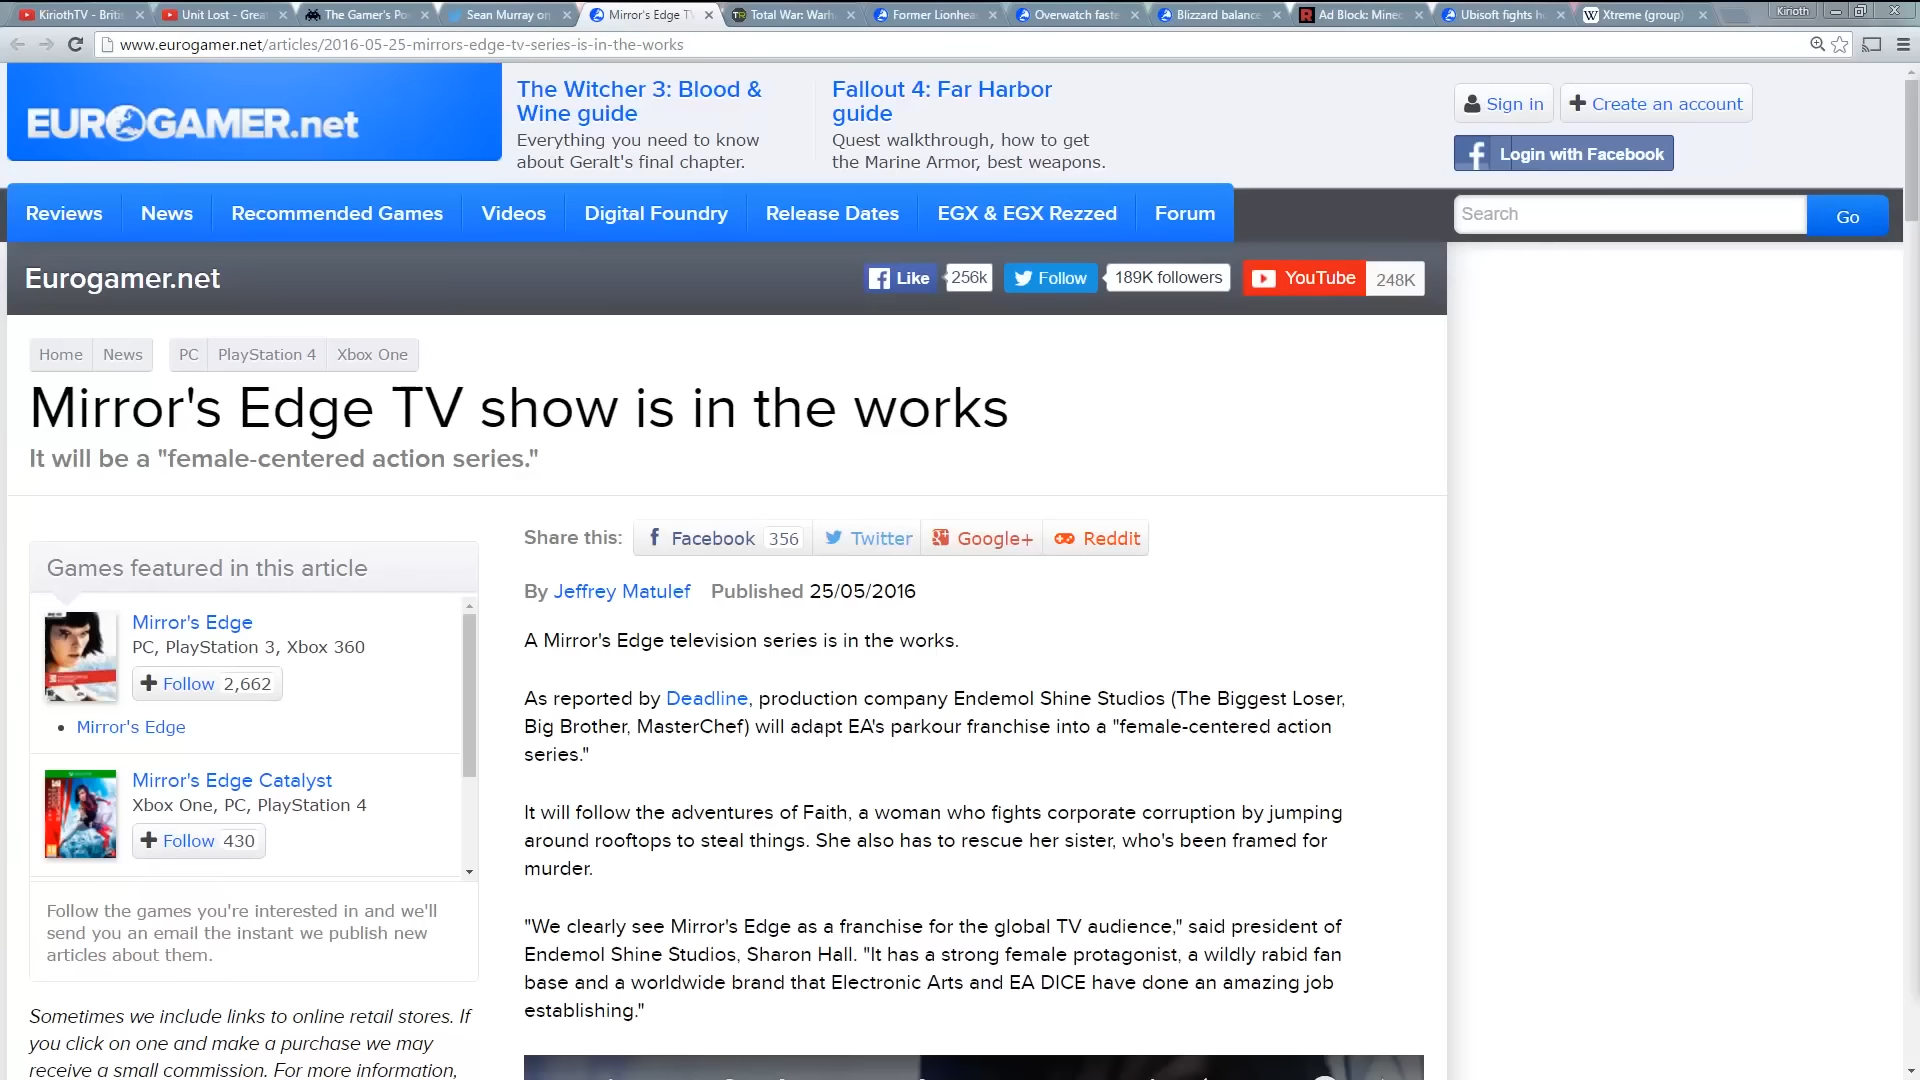 KiriothTV - Briti
Unit Lost - Grea
The Gamer's Po
Sean Murray on
Mirror's Edge T
Total War: Warh
Former Lionhea
Overwatch faste
Blizzard balance
Ad Block: Minec
Ubisoft fights h
Xtreme (group)
Kirioth
www.eurogamer.net/articles/2016-05-25-mirrors-edge-tv-series-is-in-the-works
EUROGAMER.net
The Witcher 3: Blood &
Wine guide
Everything you need to know
about Geralt's final chapter.
Fallout 4: Far Harbor
guide
Quest walkthrough, how to get
the Marine Armor, best weapons.
Sign in
Create an account
Login with Facebook
Reviews News Recommended Games Videos Digital Foundry Release Dates EGX & EGX Rezzed Forum
Search Go
Eurogamer.net
Like 256k Follow 189K followers YouTube 248K
Home News PC PlayStation 4 Xbox One
Mirror's Edge TV show is in the works
It will be a "female-centered action series."
Games featured in this article
Mirror's Edge
PC, PlayStation 3, Xbox 360
Follow 2,662
• Mirror's Edge
Mirror's Edge Catalyst
Xbox One, PC, PlayStation 4
Follow 430
Follow the games you're interested in and we'll
send you an email the instant we publish new
articles about them.
Sometimes we include links to online retail stores. If
you click on one and make a purchase we may
receive a small commission. For more information,
Share this: Facebook 356 Twitter Google+ Reddit
By Jeffrey Matulef Published 25/05/2016
A Mirror's Edge television series is in the works.
As reported by Deadline, production company Endemol Shine Studios (The Biggest Loser,
Big Brother, MasterChef) will adapt EA's parkour franchise into a "female-centered action
series."
It will follow the adventures of Faith, a woman who fights corporate corruption by jumping
around rooftops to steal things. She also has to rescue her sister, who's been framed for
murder.
"We clearly see Mirror's Edge as a franchise for the global TV audience," said president of
Endemol Shine Studios, Sharon Hall. "It has a strong female protagonist, a wildly rabid fan
base and a worldwide brand that Electronic Arts and EA DICE have done an amazing job
establishing."